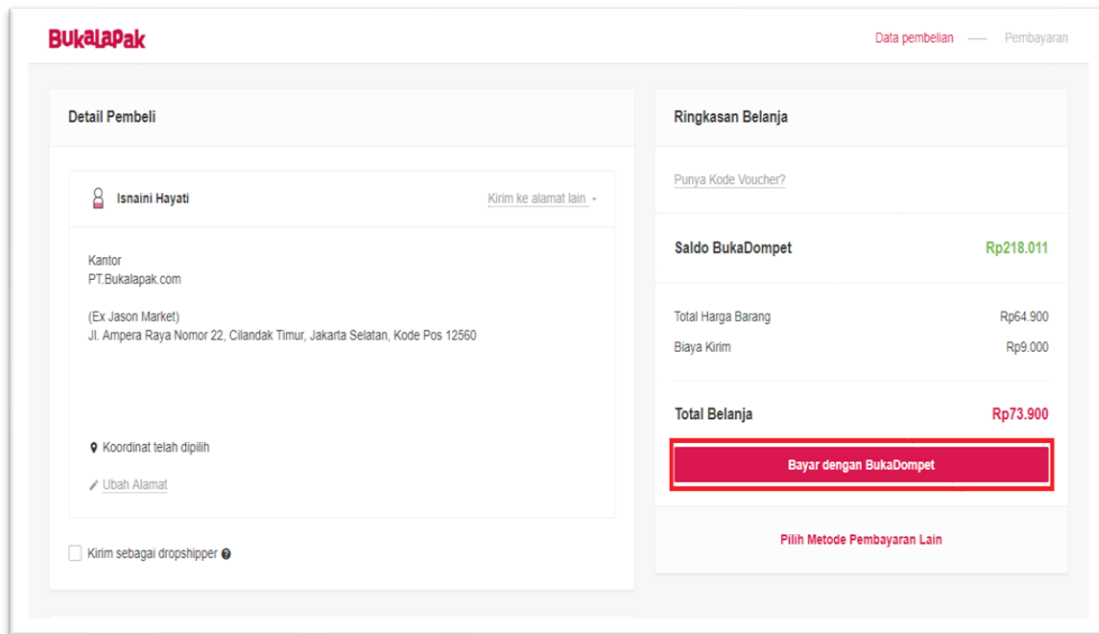 BukaLapak
Data pembelian — Pembayaran
Detail Pembeli
Isnaini Hayati
Kirim ke alamat lain
Kantor
PT.Bukalapak.com
(Ex Jason Market)
Jl. Ampera Raya Nomor 22, Cilandak Timur, Jakarta Selatan, Kode Pos 12560
Koordinat telah dipilih
Ubah Alamat
Kirim sebagai dropshipper ?
Ringkasan Belanja
Punya Kode Voucher?
Saldo BukaDompet Rp218.011
Total Harga Barang Rp64.900
Biaya Kirim Rp9.000
Total Belanja Rp73.900
Bayar dengan BukaDompet
Pilih Metode Pembayaran Lain